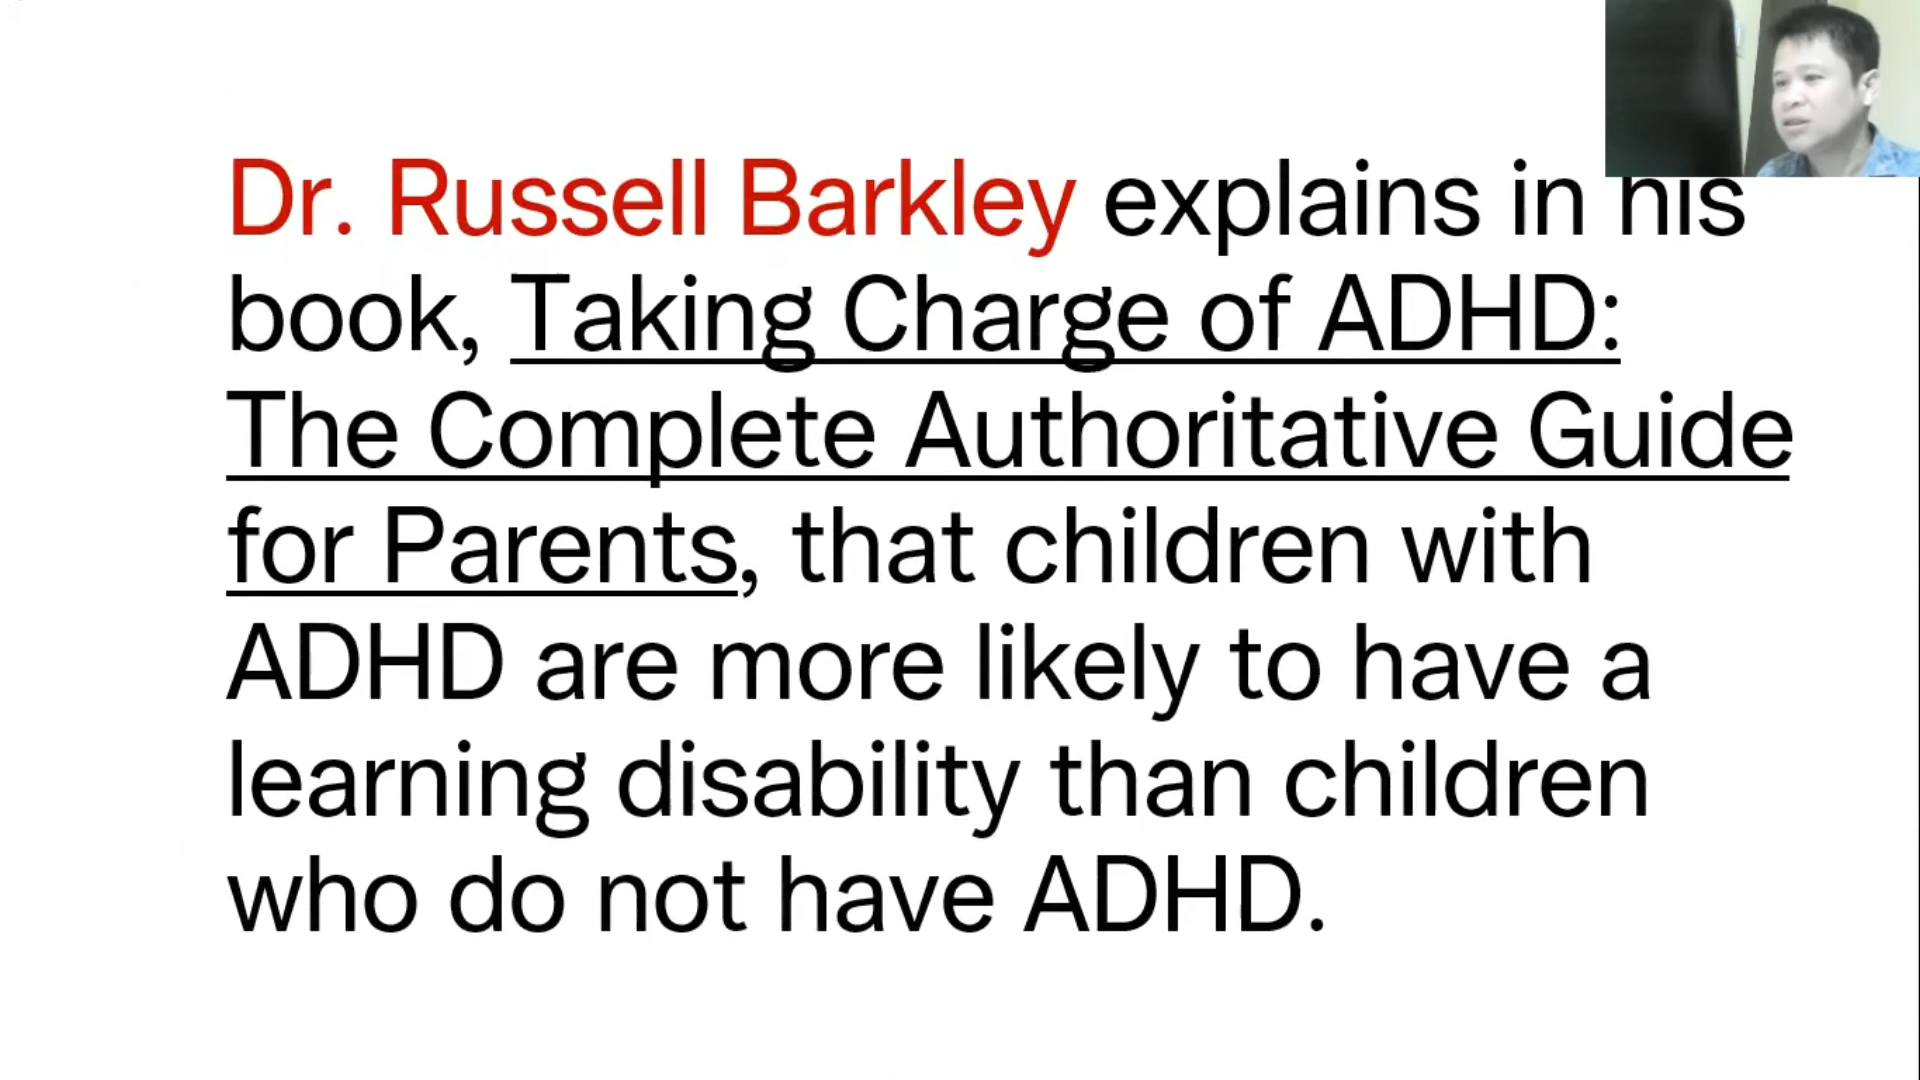 Dr. Russell Barkley explains in his
book, Taking Charge of ADHD:
The Complete Authoritative Guide
for Parents, that children with
ADHD are more likely to have a
learning disability than children
who do not have ADHD.